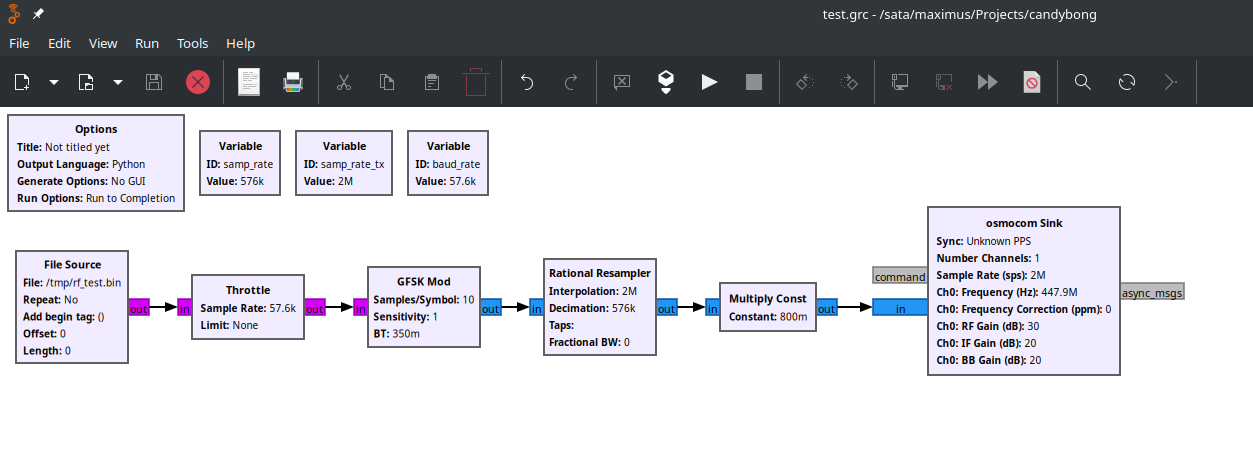 test.grc - /sata/maximus/Projects/candybong
File Edit View Run Tools Help
Options
Title: Not titled yet
Output Language: Python
Generate Options: No GUI
Run Options: Run to Completion
Variable
ID: samp_rate
Value: 576k
Variable
ID: samp_rate_tx
Value: 2M
Variable
ID: baud_rate
Value: 57.6k
File Source
File: /tmp/rf_test.bin
Repeat: No
Add begin tag: ()
Offset: 0
Length: 0
out
in
Throttle
Sample Rate: 57.6k
Limit: None
out
in
GFSK Mod
Samples/Symbol: 10
Sensitivity: 1
BT: 350m
out
in
Rational Resampler
Interpolation: 2M
Decimation: 576k
Taps:
Fractional BW: 0
out
in
Multiply Const
Constant: 800m
out
command
in
osmocom Sink
Sync: Unknown PPS
Number Channels: 1
Sample Rate (sps): 2M
Ch0: Frequency (Hz): 447.9M
Ch0: Frequency Correction (ppm): 0
Ch0: RF Gain (dB): 30
Ch0: IF Gain (dB): 20
Ch0: BB Gain (dB): 20
async_msgs